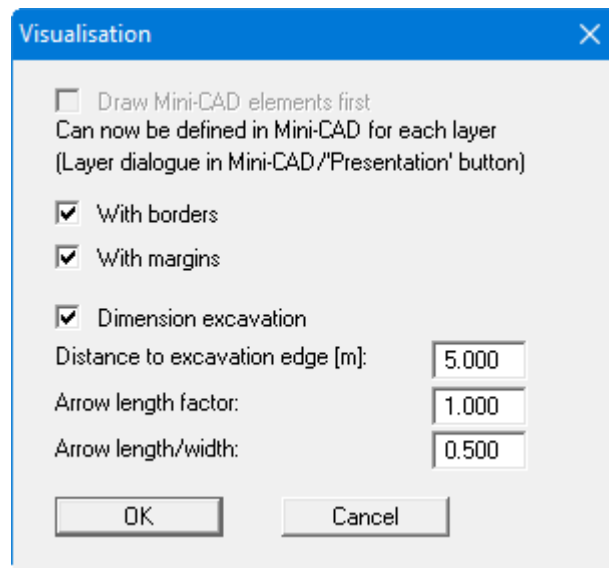 Visualisation
Draw Mini-CAD elements first
Can now be defined in Mini-CAD for each layer
(Layer dialogue in Mini-CAD/'Presentation' button)
With borders
With margins
Dimension excavation
Distance to excavation edge [m]: 5.000
Arrow length factor: 1.000
Arrow length/width: 0.500
OK Cancel